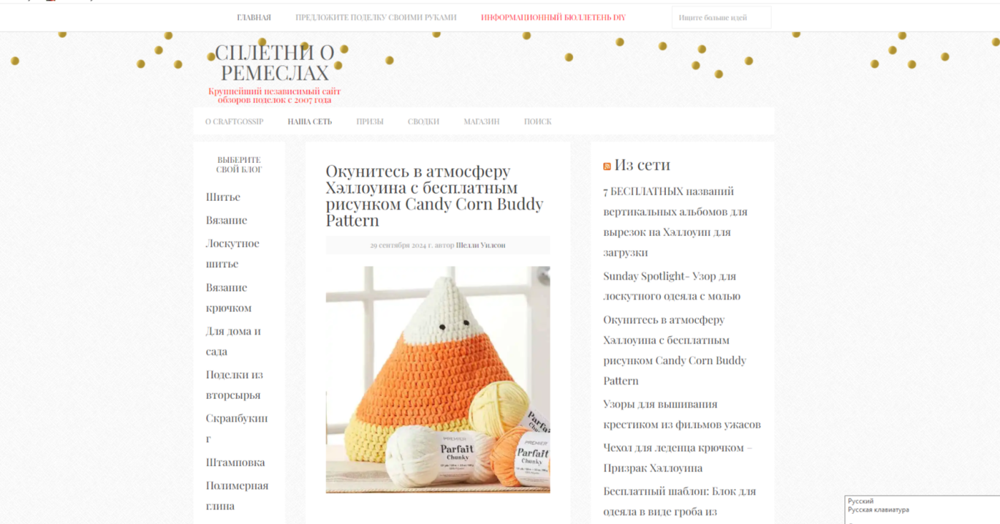 ГЛАВНАЯ
ПРЕДЛОЖИТЕ ПОДЕЛКУ СВОИМИ РУКАМИ
ИНФОРМАЦИОННЫЙ БЮЛЛЕТЕНЬ DIY
Ищите больше идей
СПЛЕТНИ О
РЕМЕСЛАХ
Крупнейший независимый сайт
обзоров поделок с 2007 года
О CRAFTGOSSIP
НАША СЕТЬ
ПРИЗЫ
СВОДКИ
МАГАЗИН
ПОИСК
ВЫБЕРИТЕ
СВОЙ БЛОГ
Шитье
Вязание
Лоскутное
шитье
Вязание
крючком
Для дома и
сада
Поделки из
вторсырья
Скрапбукин
г
Штамповка
Полимерная
глина
Окунитесь в атмосферу
Хэллоуина с бесплатным
рисунком Candy Corn Buddy
Pattern
29 сентября 2024 г. автор Шелли Уилсон
PREMIER
Parfait
Chunky
PREMIER
Parfait
Chunky
Parfa
Из сети
7 БЕСПЛАТНЫХ названий
вертикальных альбомов для
вырезок на Хэллоуин для
загрузки
Sunday Spotlight- Узор для
лоскутного одеяла с молью
Окунитесь в атмосферу
Хэллоуина с бесплатным
рисунком Candy Corn Buddy
Pattern
Узоры для вышивания
крестиком из фильмов ужасов
Чехол для леденца крючком –
Призрак Хэллоуина
Бесплатный шаблон: Блок для
одеяла в виде гроба из
Русский
Русская клавиатура